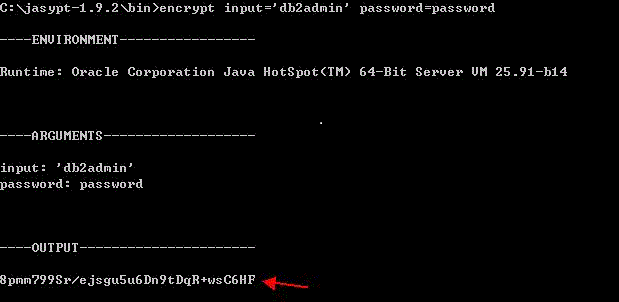 C:\jasypt-1.9.2\bin>encrypt input='db2admin' password=password
----ENVIRONMENT-----------------
Runtime: Oracle Corporation Java HotSpot(TM) 64-Bit Server VM 25.91-b14
----ARGUMENTS-------------------
input: 'db2admin'
password: password
----OUTPUT----------------------
8pmm799Sr/ejsgu5u6Dn9tDqR+wsC6HF